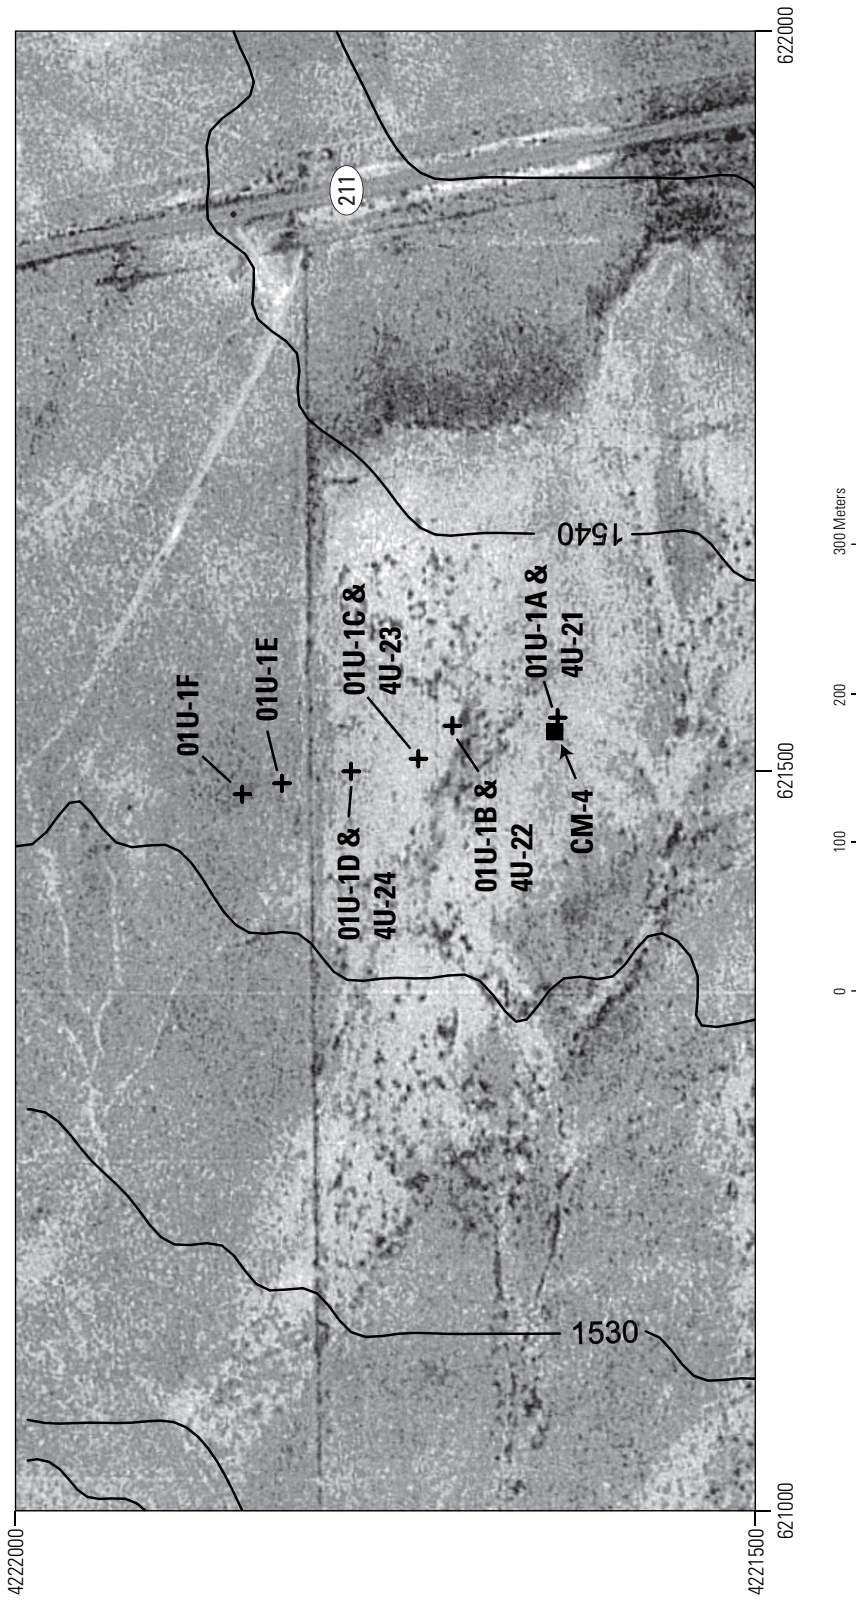 4222000
4221500
621000
621500
622000
211
1540
1530
01U-1F
01U-1E
01U-1D &
4U-24
01U-1C &
4U-23
01U-1B &
4U-22
01U-1A &
4U-21
CM-4
0
100
200
300 Meters